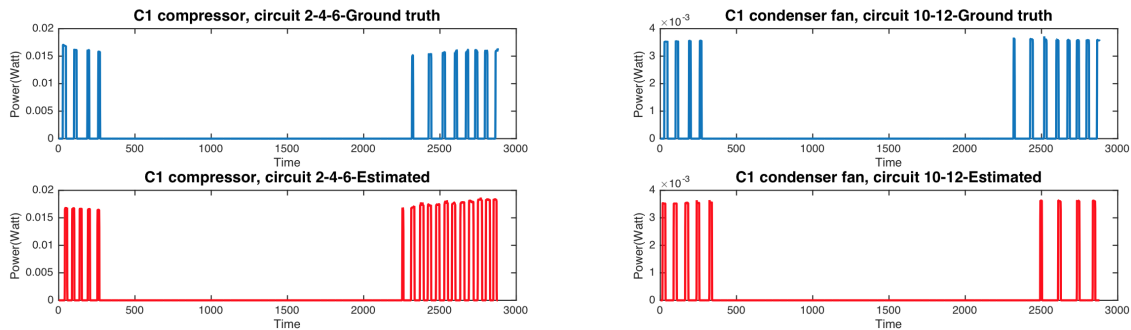 C1 compressor, circuit 2-4-6-Ground truth
0.02
0.015
0.01
0.005
0
Power(Watt)
0 500 1000 1500 2000 2500 3000
Time
C1 condenser fan, circuit 10-12-Ground truth
×10⁻³
4
3
2
1
0
Power(Watt)
0 500 1000 1500 2000 2500 3000
Time
C1 compressor, circuit 2-4-6-Estimated
0.02
0.015
0.01
0.005
0
Power(Watt)
0 500 1000 1500 2000 2500 3000
Time
C1 condenser fan, circuit 10-12-Estimated
×10⁻³
4
3
2
1
0
Power(Watt)
0 500 1000 1500 2000 2500 3000
Time